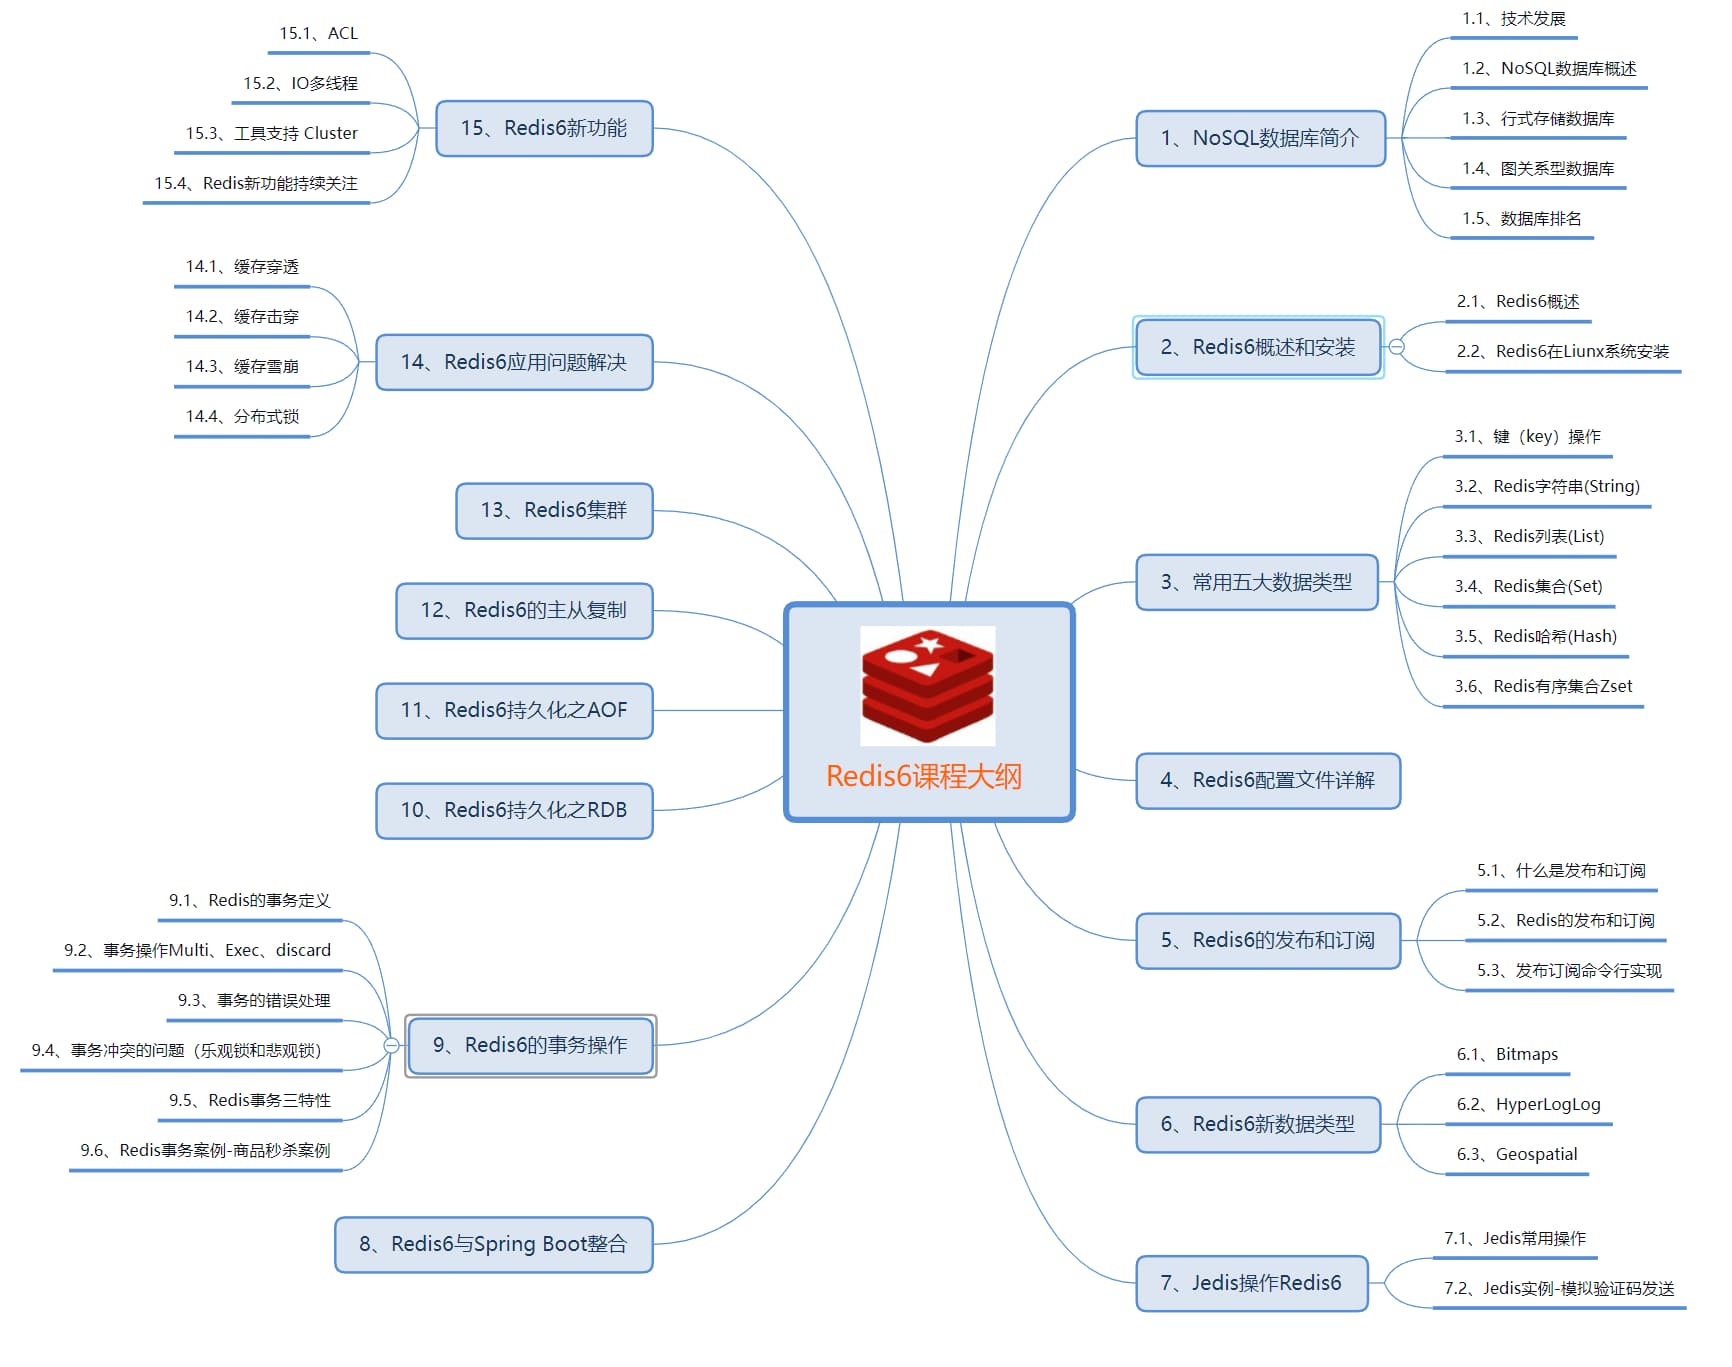 Redis6课程大纲
1、NoSQL数据库简介
1.1、技术发展
1.2、NoSQL数据库概述
1.3、行式存储数据库
1.4、图关系型数据库
1.5、数据库排名
2、Redis6概述和安装
2.1、Redis6概述
2.2、Redis6在Liunx系统安装
3、常用五大数据类型
3.1、键（key）操作
3.2、Redis字符串(String)
3.3、Redis列表(List)
3.4、Redis集合(Set)
3.5、Redis哈希(Hash)
3.6、Redis有序集合Zset
4、Redis6配置文件详解
5、Redis6的发布和订阅
5.1、什么是发布和订阅
5.2、Redis的发布和订阅
5.3、发布订阅命令行实现
6、Redis6新数据类型
6.1、Bitmaps
6.2、HyperLogLog
6.3、Geospatial
7、Jedis操作Redis6
7.1、Jedis常用操作
7.2、Jedis实例-模拟验证码发送
8、Redis6与Spring Boot整合
9、Redis6的事务操作
9.1、Redis的事务定义
9.2、事务操作Multi、Exec、discard
9.3、事务的错误处理
9.4、事务冲突的问题（乐观锁和悲观锁）
9.5、Redis事务三特性
9.6、Redis事务案例-商品秒杀案例
10、Redis6持久化之RDB
11、Redis6持久化之AOF
12、Redis6的主从复制
13、Redis6集群
14、Redis6应用问题解决
14.1、缓存穿透
14.2、缓存击穿
14.3、缓存雪崩
14.4、分布式锁
15、Redis6新功能
15.1、ACL
15.2、IO多线程
15.3、工具支持 Cluster
15.4、Redis新功能持续关注